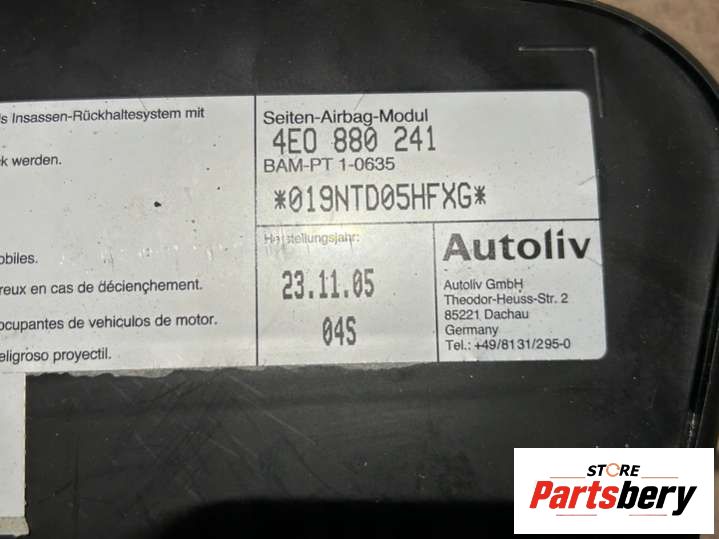 s Insassen-Rückhaltesystem mit
ck werden.
obiles.
reux en cas de décienchement.
ocupantes de vehiculos de motor.
eligroso proyectil.
Seiten-Airbag-Modul
4E0 880 241
BAM-PT 1-0635
*019NTD05HFXG*
Herstellungsjahr:
23.11.05
04S
Autoliv
Autoliv GmbH
Theodor-Heuss-Str. 2
85221 Dachau
Germany
Tel.: +49/8131/295-0
STORE
Partsbery